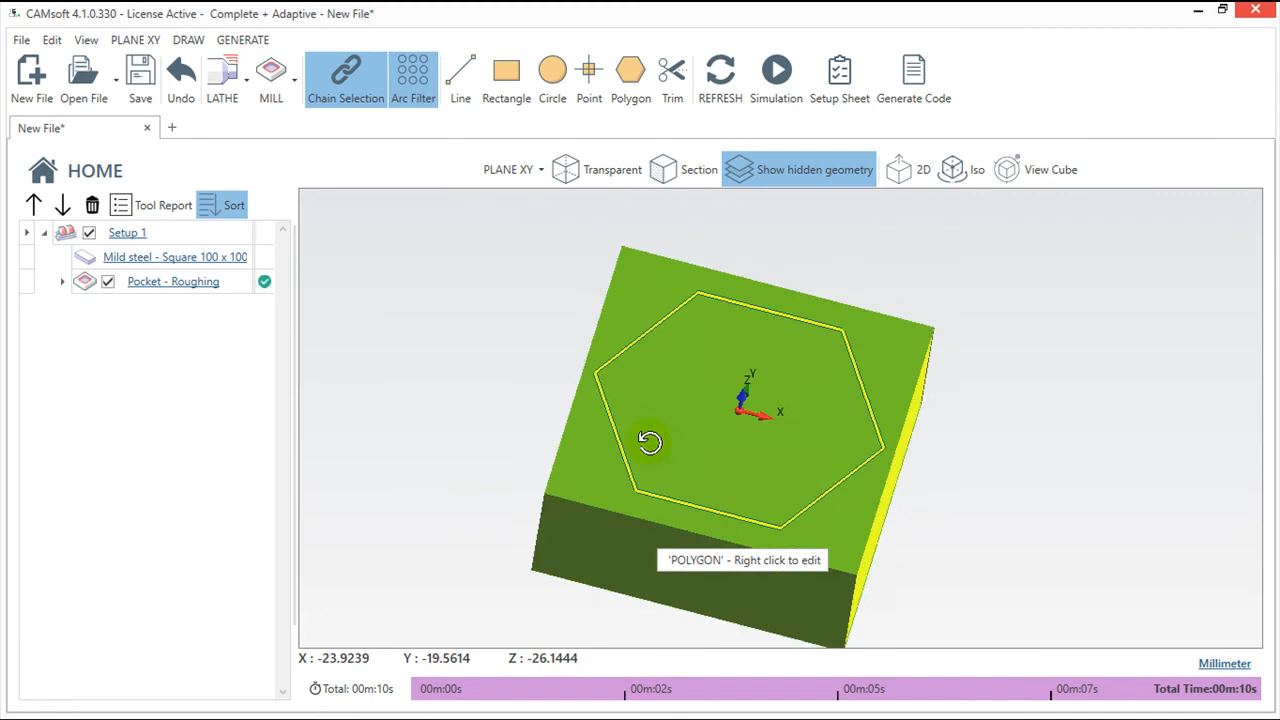 CAMsoft 4.1.0.330 - License Active - Complete + Adaptive - New File*
File Edit View PLANE XY DRAW GENERATE
New File Open File Save Undo LATHE MILL Chain Selection Arc Filter Line Rectangle Circle Point Polygon Trim REFRESH Simulation Setup Sheet Generate Code
New File*
HOME
PLANE XY Transparent Section Show hidden geometry 2D Iso View Cube
Tool Report Sort
Setup 1
Mild steel - Square 100 x 100
Pocket - Roughing
Y
Z
X
'POLYGON' - Right click to edit
X : -23.9239 Y : -19.5614 Z : -26.1444
Millimeter
Total: 00m:10s 00m:00s 00m:02s 00m:05s 00m:07s Total Time:00m:10s